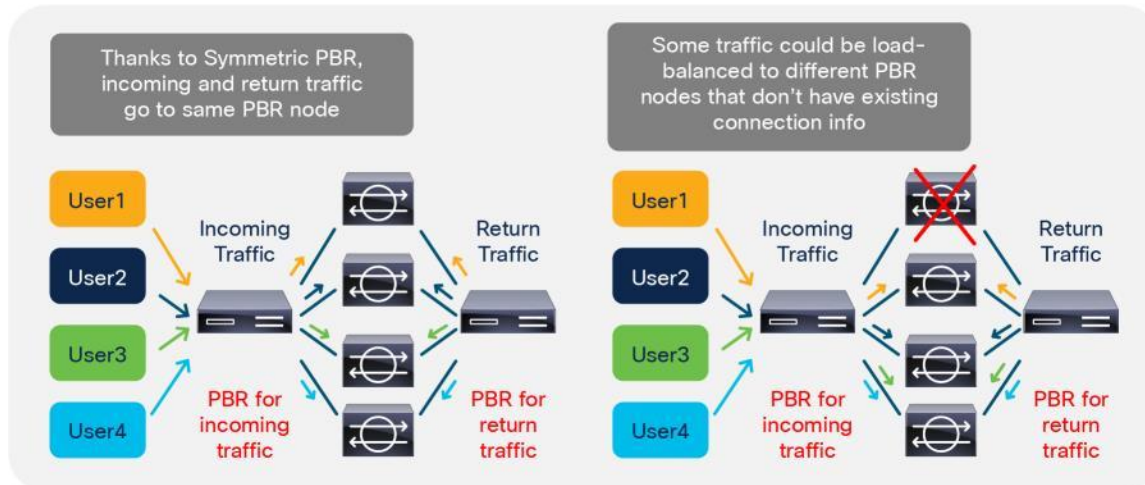 Thanks to Symmetric PBR,
incoming and return traffic
go to same PBR node
User1
User2
User3
User4
Incoming
Traffic
Return
Traffic
PBR for
incoming
traffic
PBR for
return
traffic
Some traffic could be load-
balanced to different PBR
nodes that don’t have existing
connection info
User1
User2
User3
User4
Incoming
Traffic
Return
Traffic
PBR for
incoming
traffic
PBR for
return
traffic